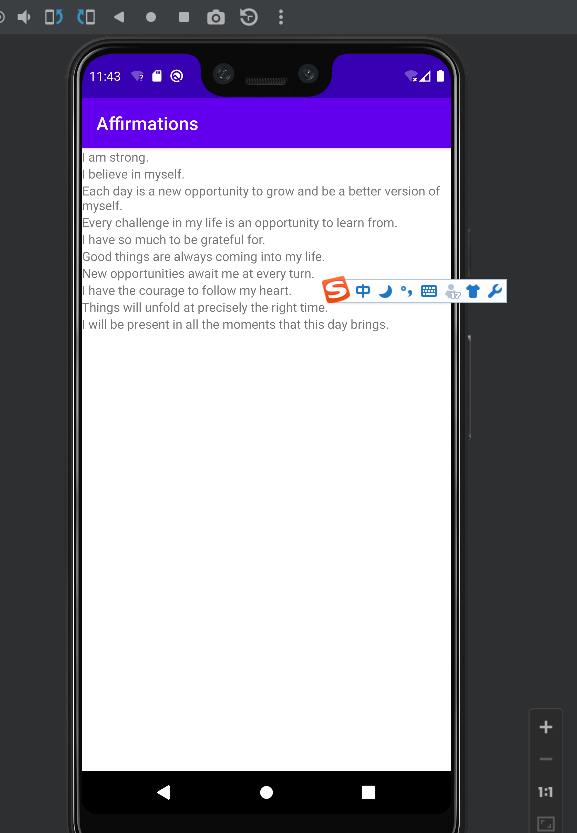 11:43
Affirmations
I am strong.
I believe in myself.
Each day is a new opportunity to grow and be a better version of
myself.
Every challenge in my life is an opportunity to learn from.
I have so much to be grateful for.
Good things are always coming into my life.
New opportunities await me at every turn.
I have the courage to follow my heart.
S 中 °,
17
Things will unfold at precisely the right time.
I will be present in all the moments that this day brings.
1:1